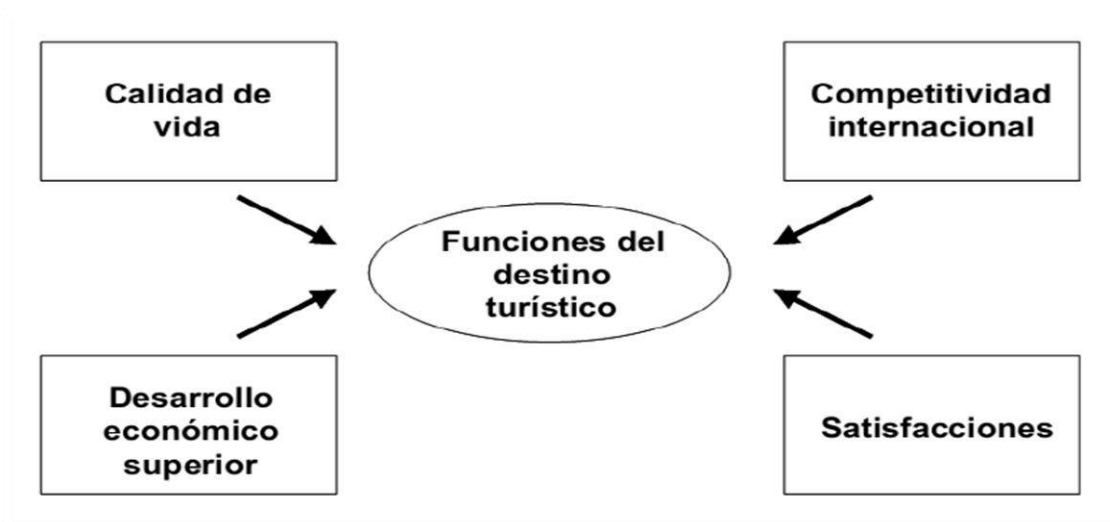 Calidad de
vida
Competitividad
internacional
Funciones del
destino
turístico
Desarrollo
económico
superior
Satisfacciones